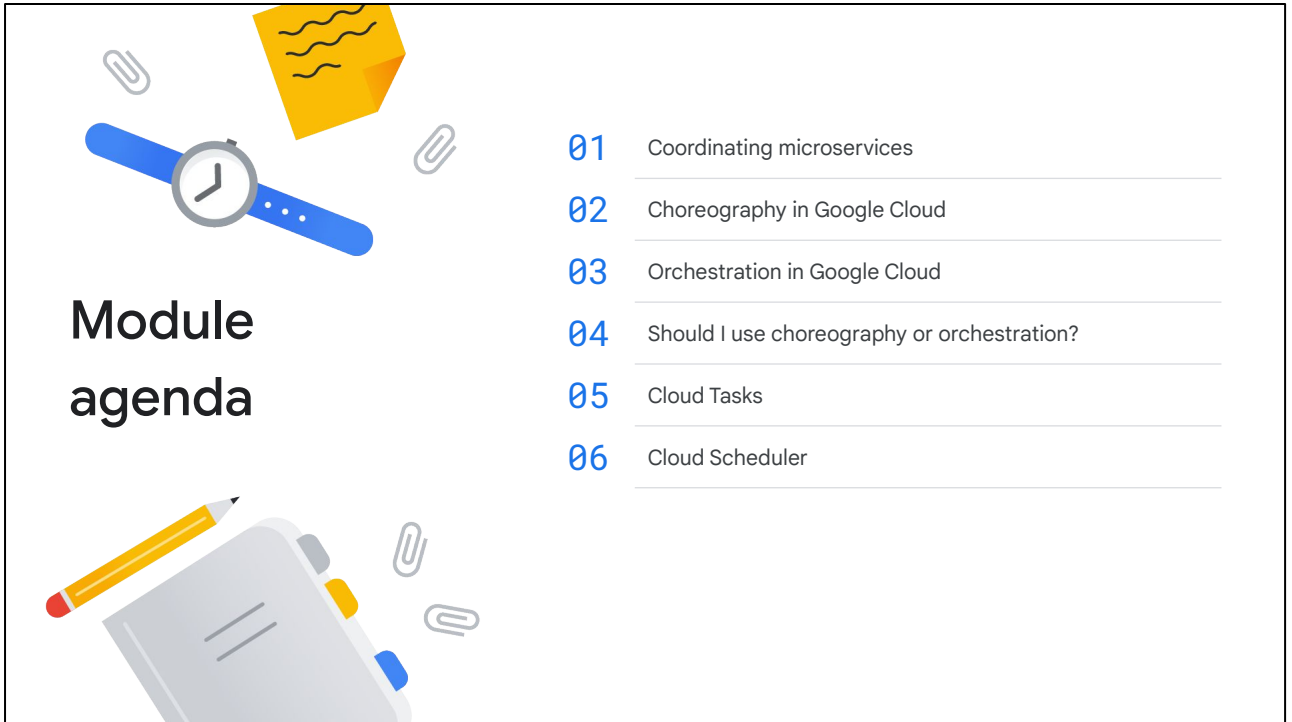 Module
agenda
01 Coordinating microservices
02 Choreography in Google Cloud
03 Orchestration in Google Cloud
04 Should I use choreography or orchestration?
05 Cloud Tasks
06 Cloud Scheduler